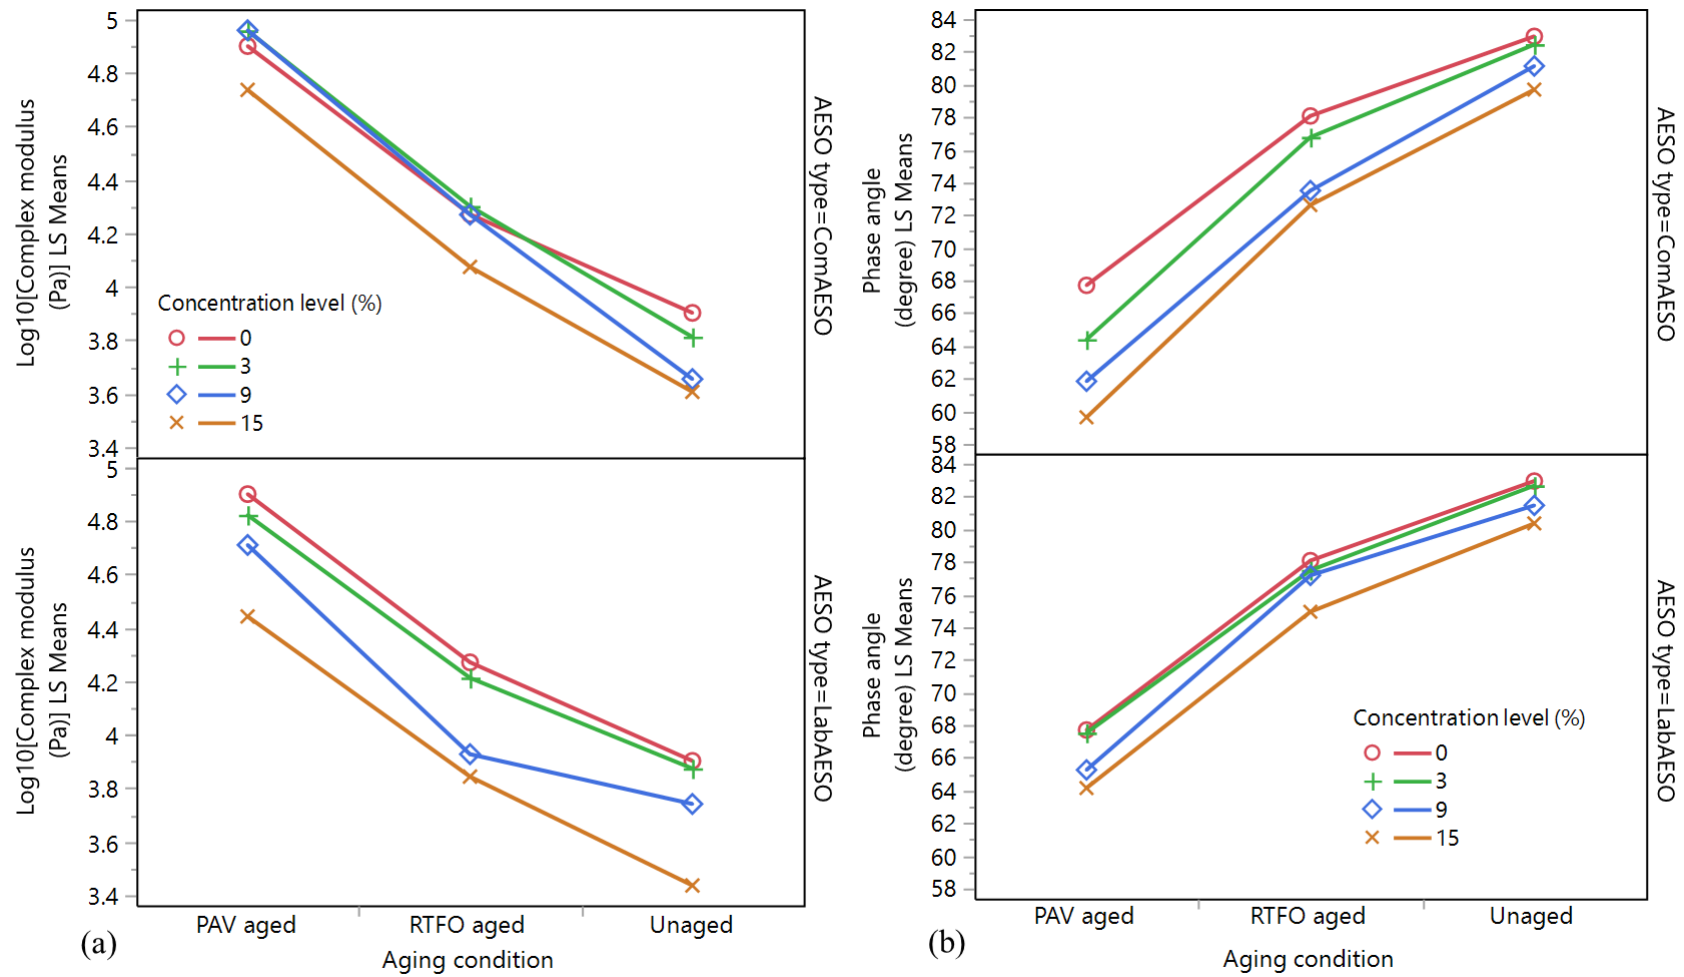 5
4.8
4.6
4.4
4.2
4
3.8
3.6
3.4
Log10[Complex modulus
(Pa)] LS Means
Concentration level (%)
0
3
9
15
AESO type=ComAESO
5
4.8
4.6
4.4
4.2
4
3.8
3.6
3.4
Log10[Complex modulus
(Pa)] LS Means
AESO type=LabAESO
PAV aged
RTFO aged
Unaged
(a)
Aging condition
84
82
80
78
76
74
72
70
68
66
64
62
60
58
Phase angle
(degree) LS Means
AESO type=ComAESO
84
82
80
78
76
74
72
70
68
66
64
62
60
58
Phase angle
(degree) LS Means
Concentration level (%)
0
3
9
15
AESO type=LabAESO
PAV aged
RTFO aged
Unaged
(b)
Aging condition